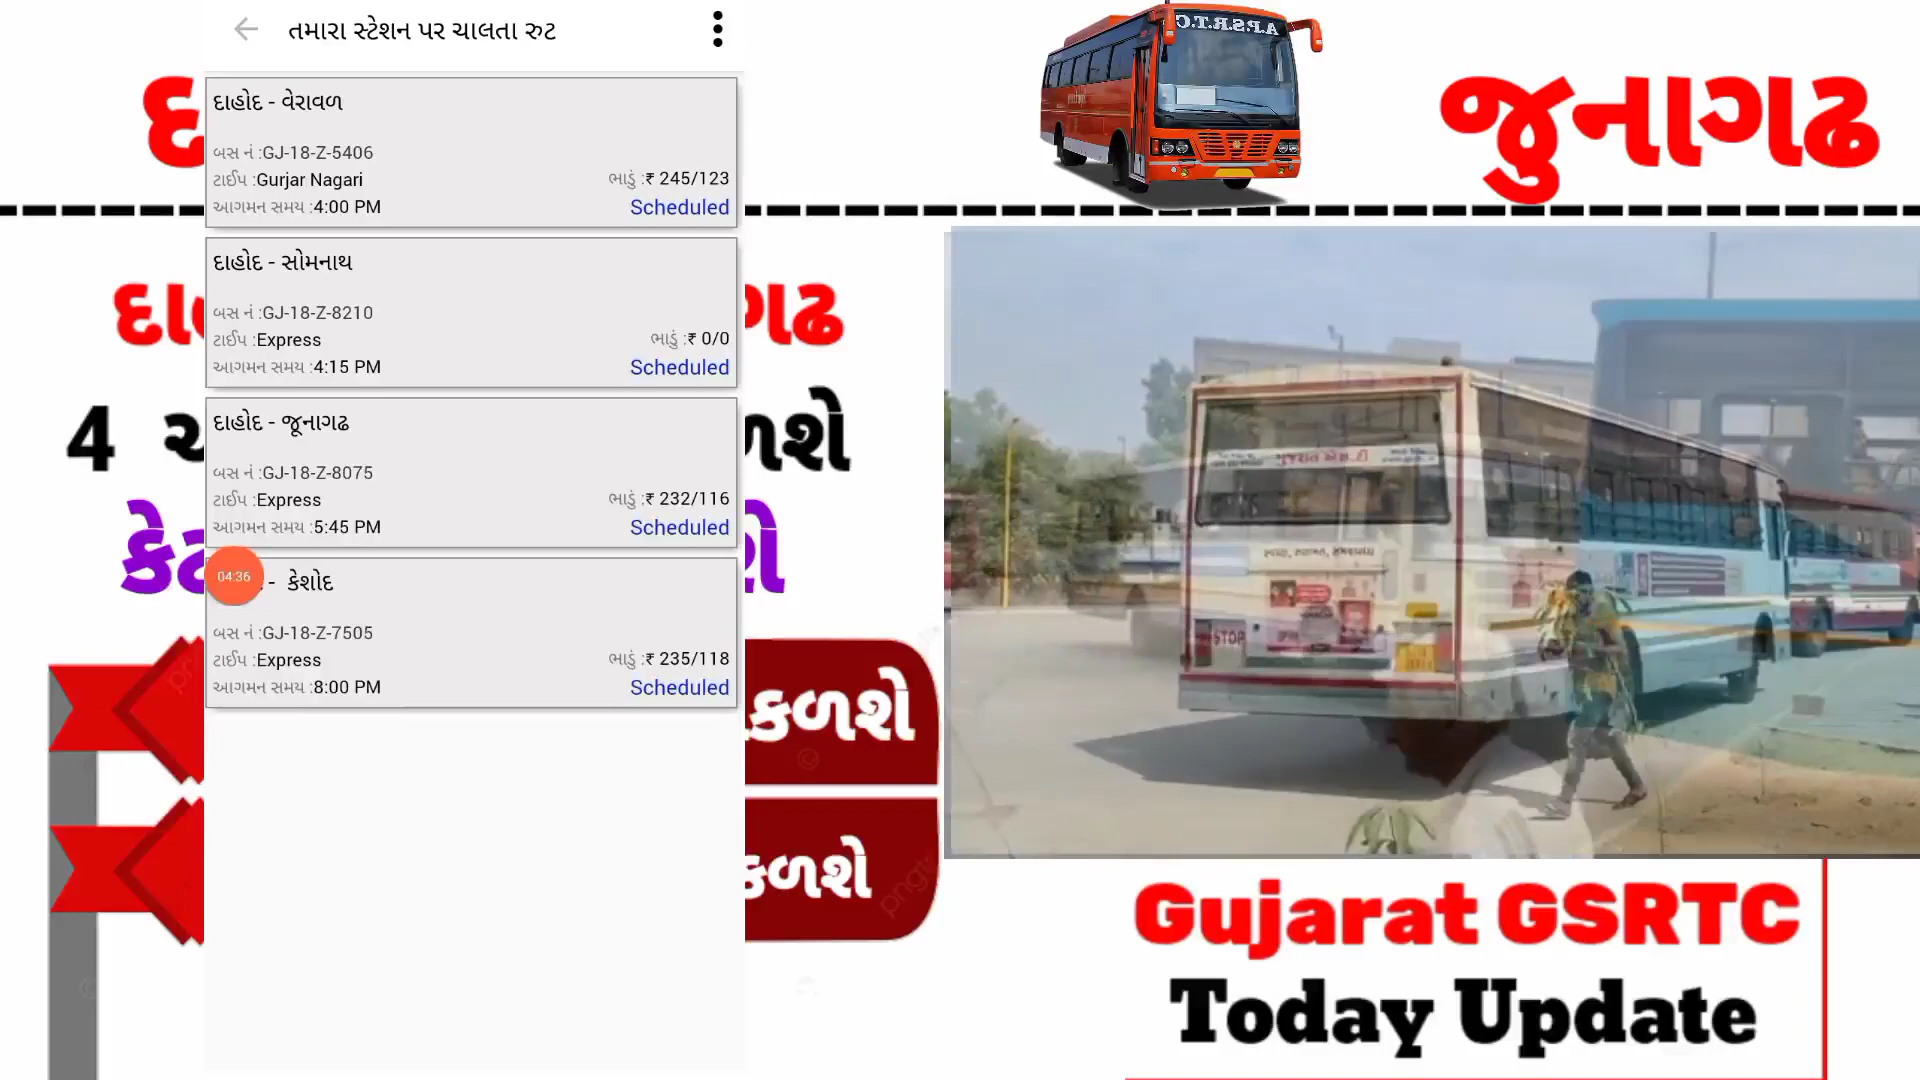 તમારા સ્ટેશન પર ચાલતા રુટ
દાહોદ - વેરાવળ
બસ નં :GJ-18-Z-5406
ટાઈપ :Gurjar Nagari
ભાડું :₹ 245/123
આગમન સમય :4:00 PM
Scheduled
દાહોદ - સોમનાથ
બસ નં :GJ-18-Z-8210
ટાઈપ :Express
ભાડું :₹ 0/0
આગમન સમય :4:15 PM
Scheduled
દાહોદ - જૂનાગઢ
બસ નં :GJ-18-Z-8075
ટાઈપ :Express
ભાડું :₹ 232/116
આગમન સમય :5:45 PM
Scheduled
04:36
- કેશોદ
બસ નં :GJ-18-Z-7505
ટાઈપ :Express
ભાડું :₹ 235/118
આગમન સમય :8:00 PM
Scheduled
4
A.P.S.R.T.C
જુનાગઢ
ગુજરાત એસ.ટી
STOP
Gujarat GSRTC
Today Update